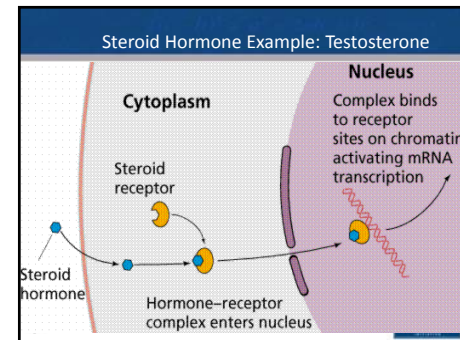 Steroid Hormone Example: Testosterone
Nucleus
Cytoplasm
Complex binds
to receptor
sites on chromatin
activating mRNA
transcription
Steroid
receptor
Steroid
hormone
Hormone–receptor
complex enters nucleus